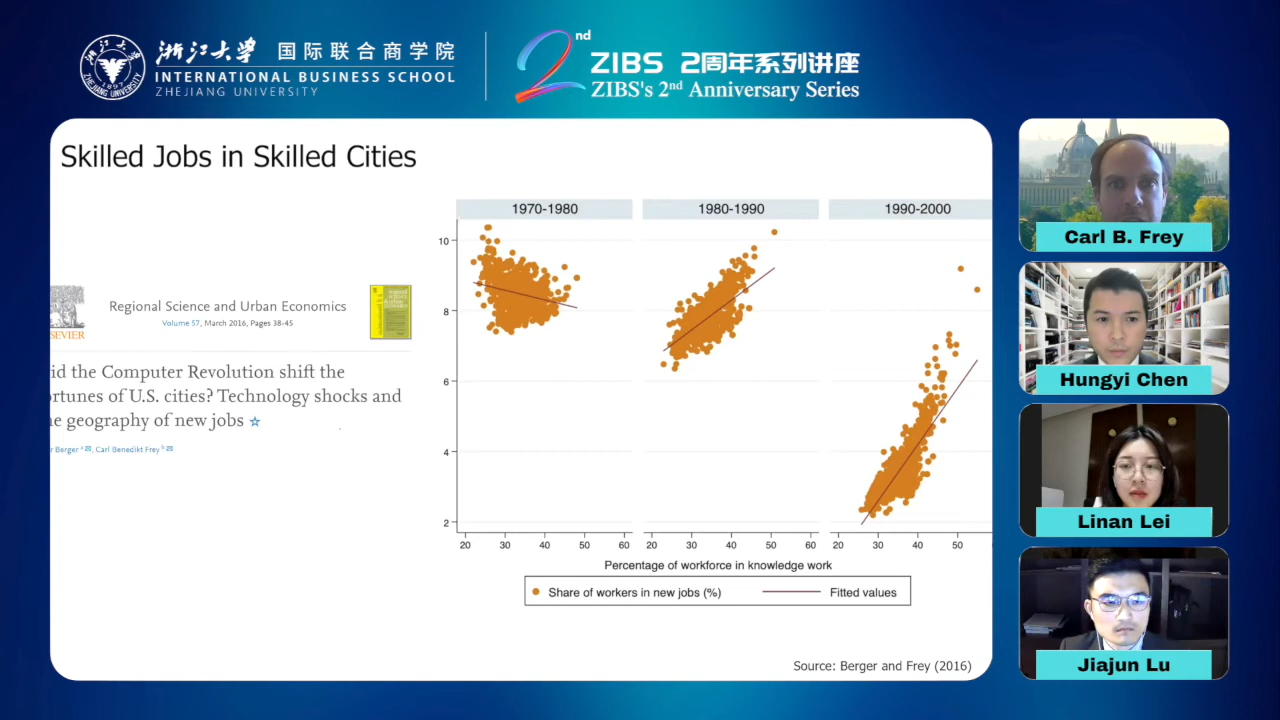 浙江大学 国际联合商学院
INTERNATIONAL BUSINESS SCHOOL
ZHEJIANG UNIVERSITY
1897
2nd
ZIBS 2周年系列讲座
ZIBS's 2nd Anniversary Series
Skilled Jobs in Skilled Cities
SEVIER
Regional Science and Urban Economics
Volume 57, March 2016, Pages 38-45
id the Computer Revolution shift the
ortunes of U.S. cities? Technology shocks and
he geography of new jobs ☆
r Berger a, Carl Benedikt Frey b
1970-1980 1980-1990 1990-2000
10
8
6
4
2
20 30 40 50 60 20 30 40 50 60 20 30 40 50
Percentage of workforce in knowledge work
Share of workers in new jobs (%) Fitted values
Source: Berger and Frey (2016)
Carl B. Frey
Hungyi Chen
Linan Lei
Jiajun Lu